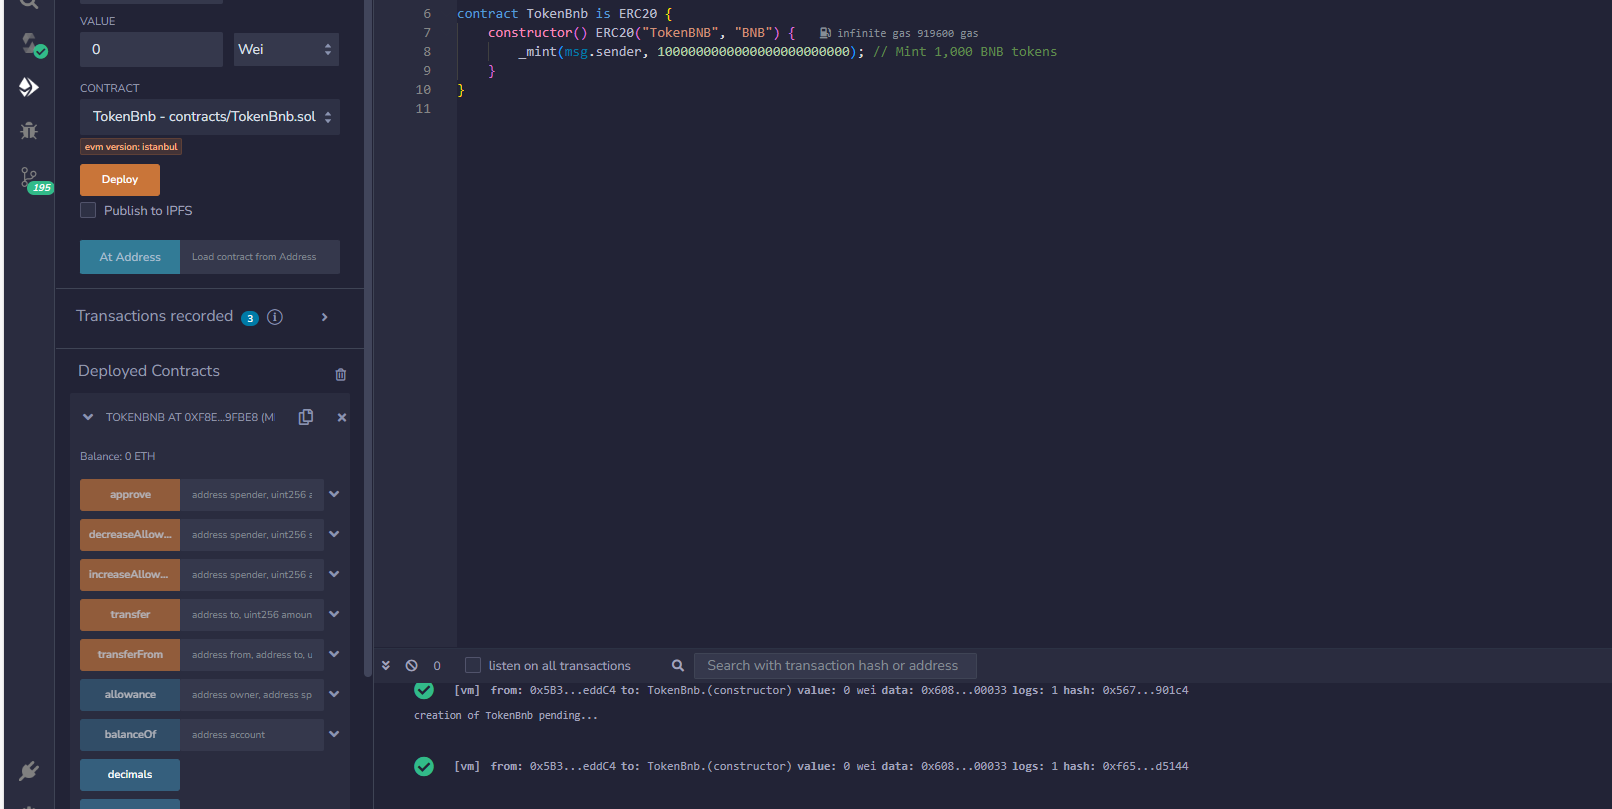 VALUE
0
Wei
CONTRACT
TokenBnb - contracts/TokenBnb.sol
evm version: istanbul
Deploy
195
Publish to IPFS
At Address
Load contract from Address
Transactions recorded 3 i
Deployed Contracts
TOKENBNB AT 0XF8E...9FBE8 (M
Balance: 0 ETH
approve
address spender, uint256 a
decreaseAllow...
address spender, uint256 s
increaseAllow...
address spender, uint256 a
transfer
address to, uint256 amoun
transferFrom
address from, address to, u
allowance
address owner, address sp
balanceOf
address account
decimals
6 contract TokenBnb is ERC20 {
7 constructor() ERC20("TokenBNB", "BNB") { infinite gas 919600 gas
8 _mint(msg.sender, 1000000000000000000000000); // Mint 1,000 BNB tokens
9 }
10 }
11
0
listen on all transactions
Search with transaction hash or address
[vm] from: 0x5B3...eddC4 to: TokenBnb.(constructor) value: 0 wei data: 0x608...00033 logs: 1 hash: 0x567...901c4
creation of TokenBnb pending...
[vm] from: 0x5B3...eddC4 to: TokenBnb.(constructor) value: 0 wei data: 0x608...00033 logs: 1 hash: 0xf65...d5144